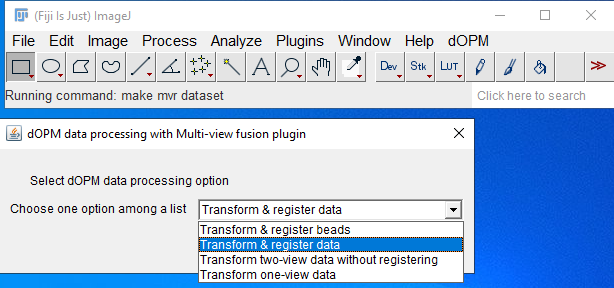 (Fiji Is Just) ImageJ
File Edit Image Process Analyze Plugins Window Help dOPM
A Dev Stk LUT >>
Running command: make mvr dataset Click here to search
dOPM data processing with Multi-view fusion plugin
Select dOPM data processing option
Choose one option among a list Transform & register data
Transform & register beads
Transform & register data
Transform two-view data without registering
Transform one-view data